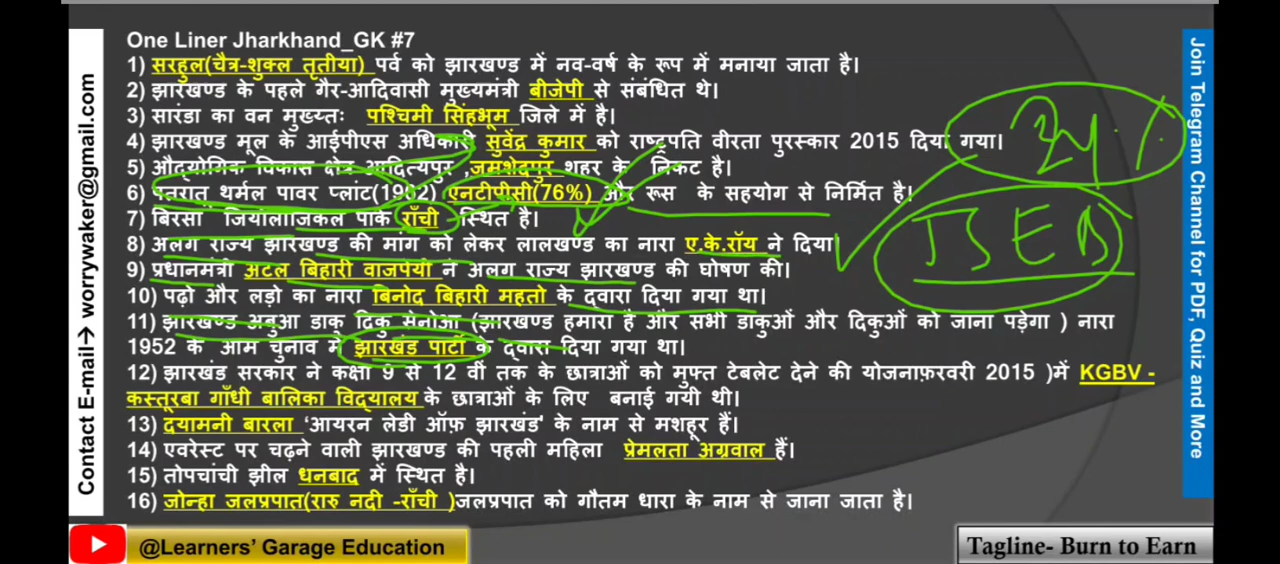 One Liner Jharkhand_GK #7
1) सरहुल(चैत्र-शुक्ल तृतीया) पर्व को झारखण्ड में नव-वर्ष के रूप में मनाया जाता है।
2) झारखण्ड के पहले गैर-आदिवासी मुख्यमंत्री बीजेपी से संबंधित थे।
3) सारंडा का वन मुख्यतः पश्चिमी सिंहभूम जिले में है।
4) झारखण्ड मूल के आईपीएस अधिकारी सुवेंद्र कुमार को राष्ट्रपति वीरता पुरस्कार 2015 दिया गया।
5) औद्योगिक विकास क्षेत्र आदित्यपुर ,जमशेदपुर शहर के निकट है।
6) पतरातु थर्मल पावर प्लांट(1962) एनटीपीसी(76%) और रूस के सहयोग से निर्मित है।
7) बिरसा जियोलाजिकल पार्क राँची स्थित है।
8) अलग राज्य झारखण्ड की मांग को लेकर लालखण्ड का नारा ए.के.रॉय ने दिया।
9) प्रधानमंत्री अटल बिहारी वाजपेयी ने अलग राज्य झारखण्ड की घोषण की।
10) पढ़ो और लड़ो का नारा बिनोद बिहारी महतो के द्वारा दिया गया था।
11) झारखण्ड अबुआ डाकु दिकु सेनोआ (झारखण्ड हमारा है और सभी डाकुओं और दिकुओं को जाना पड़ेगा ) नारा
1952 के आम चुनाव में झारखंड पार्टी के द्वारा दिया गया था।
12) झारखंड सरकार ने कक्षा 9 से 12 वीं तक के छात्राओं को मुफ्त टेबलेट देने की योजनाफ़रवरी 2015 )में KGBV -
कस्तूरबा गाँधी बालिका विद्यालय के छात्राओं के लिए बनाई गयी थी।
13) दयामनी बारला 'आयरन लेडी ऑफ़ झारखंड' के नाम से मशहूर हैं।
14) एवरेस्ट पर चढ़ने वाली झारखण्ड की पहली महिला प्रेमलता अग्रवाल हैं।
15) तोपचांची झील धनबाद में स्थित है।
16) जोन्हा जलप्रपात(रारु नदी -राँची )जलप्रपात को गौतम धारा के नाम से जाना जाता है।
24%
JSEB
Contact E-mail→ worrywaker@gmail.com
Join Telegram Channel for PDF, Quiz and More
@Learners' Garage Education
Tagline- Burn to Earn